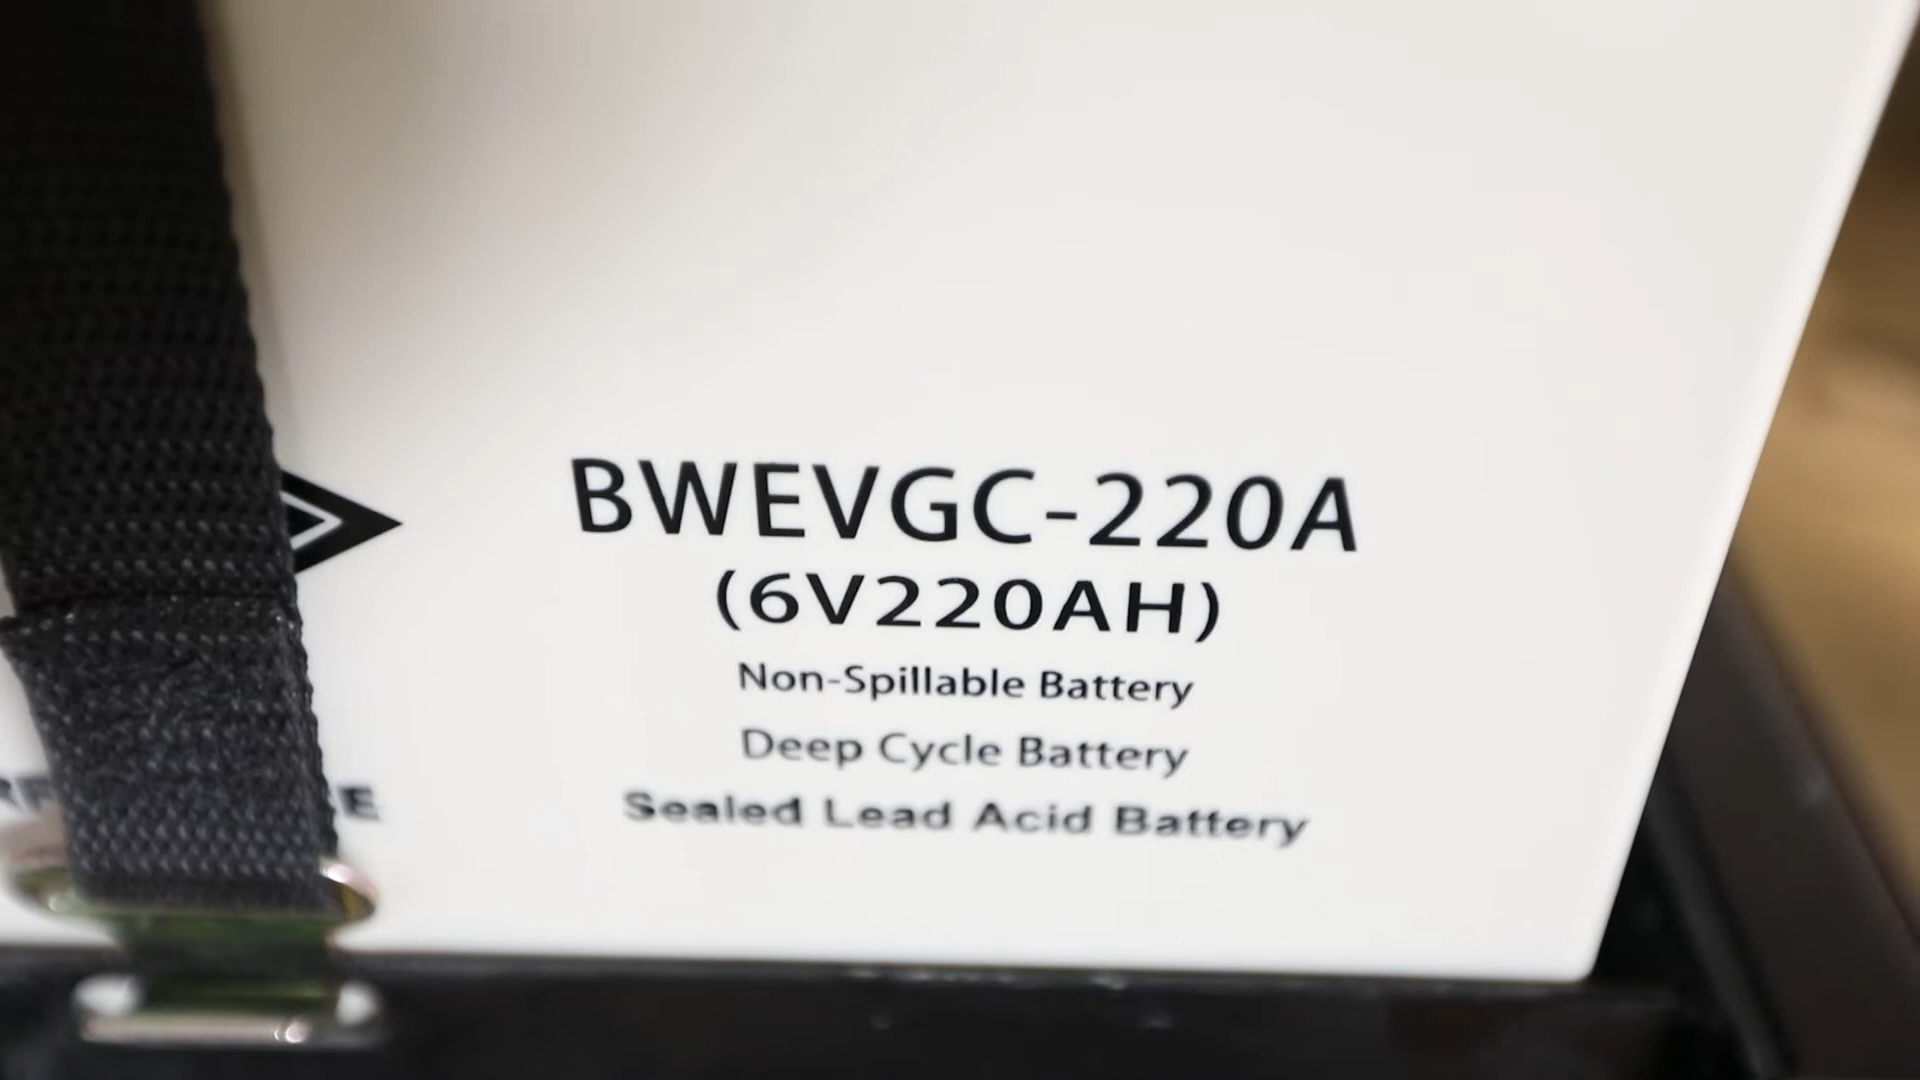 BWEVGC-220A
(6V220AH)
Non-Spillable Battery
Deep Cycle Battery
Sealed Lead Acid Battery